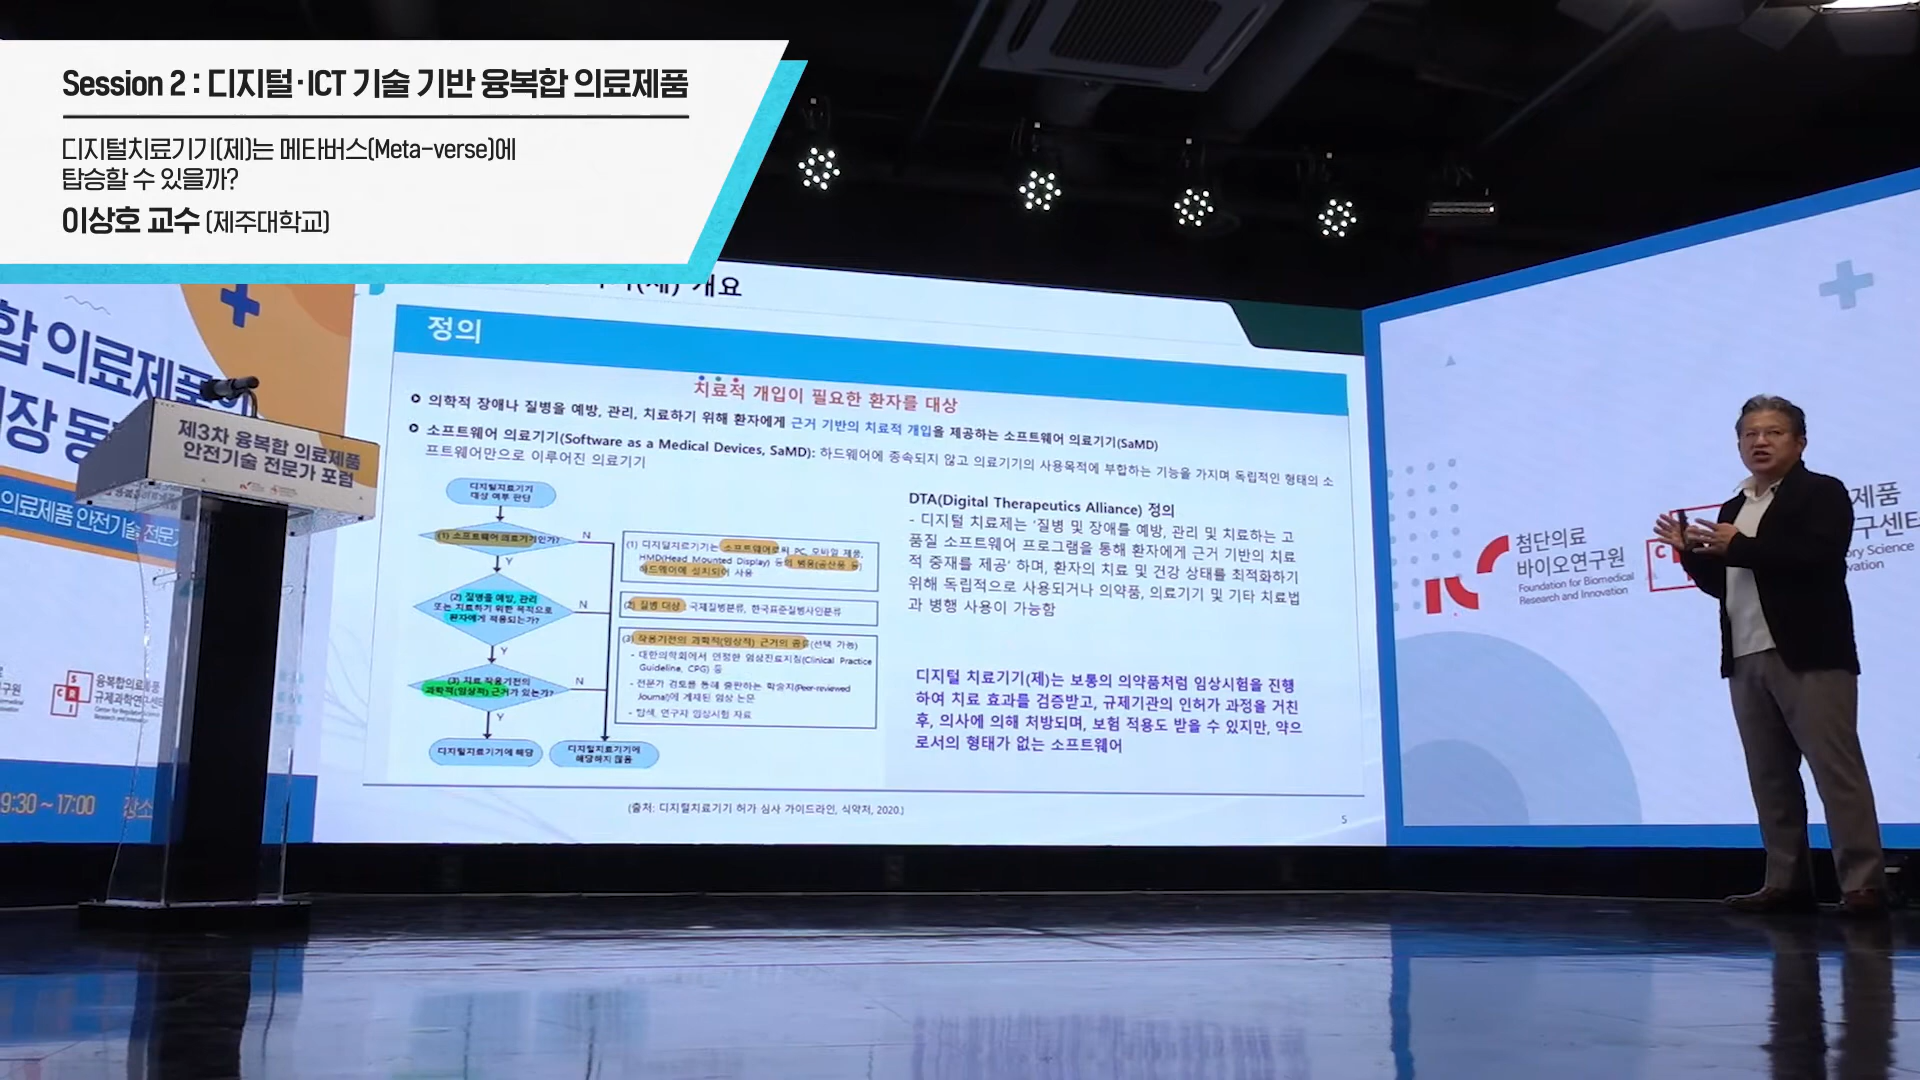 Session 2 : 디지털·ICT 기술 기반 융복합 의료제품
디지털치료기기(제)는 메타버스(Meta-verse)에
탑승할 수 있을까?
이상호 교수 (제주대학교)
개요
정의
치료적 개입이 필요한 환자를 대상
의학적 장애나 질병을 예방, 관리, 치료하기 위해 환자에게 근거 기반의 치료적 개입을 제공하는 소프트웨어 의료기기(SaMD)
소프트웨어 의료기기(Software as a Medical Devices, SaMD): 하드웨어에 종속되지 않고 의료기기의 사용목적에 부합하는 기능을 가지며 독립적인 형태의 소
프트웨어만으로 이루어진 의료기기
디지털치료기기
대상 여부 판단
(1) 소프트웨어 의료기기인가?
N
Y
(2) 질병을 예방, 관리
또는 치료하기 위한 목적으로
환자에게 적용되는가?
N
Y
(3) 치료 작용기전의
과학적(임상적) 근거가 있는가?
N
Y
디지털치료기기에 해당
디지털치료기기에
해당하지 않음
(1) 디지털치료기기는 소프트웨어로써 PC, 모바일 제품,
HMD(Head Mounted Display) 등의 범용(공산품 등)
하드웨어에 설치되어 사용
(2) 질병 대상 : 국제질병분류, 한국표준질병사인분류
(3) 작용기전의 과학적(임상적) 근거의 종류(선택 가능)
- 대한의학회에서 인정한 임상진료지침(Clinical Practice
Guideline, CPG) 등
- 전문가 검토를 통해 출판하는 학술지(Peer-reviewed
Journal)에 게재된 임상 논문
- 탐색, 연구자 임상시험 자료
DTA(Digital Therapeutics Alliance) 정의
- 디지털 치료제는 '질병 및 장애를 예방, 관리 및 치료하는 고
품질 소프트웨어 프로그램을 통해 환자에게 근거 기반의 치료
적 중재를 제공' 하며, 환자의 치료 및 건강 상태를 최적화하기
위해 독립적으로 사용되거나 의약품, 의료기기 및 기타 치료법
과 병행 사용이 가능함
디지털 치료기기(제)는 보통의 의약품처럼 임상시험을 진행
하여 치료 효과를 검증받고, 규제기관의 인허가 과정을 거친
후, 의사에 의해 처방되며, 보험 적용도 받을 수 있지만, 약으
로서의 형태가 없는 소프트웨어
(출처: 디지털치료기기 허가 심사 가이드라인, 식약처, 2020.)
5
합 의료제품의
장 동
의료제품 안전기술 전문가
제3차 융복합 의료제품
안전기술 전문가 포럼
구원
S
C R I
융복합의료제품
규제과학연구센터
9:30 ~ 17:00 장소
첨단의료
바이오연구원
Foundation for Biomedical
Research and Innovation
제품
구센터
ory Science
vation